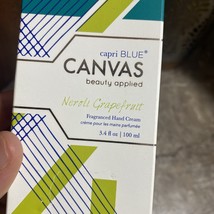 capri BLUE®
CANVAS
beauty applied
Neroli Grapefruit
Fragranced Hand Cream
crème pour les mains parfumée
3.4 fl oz | 100 ml